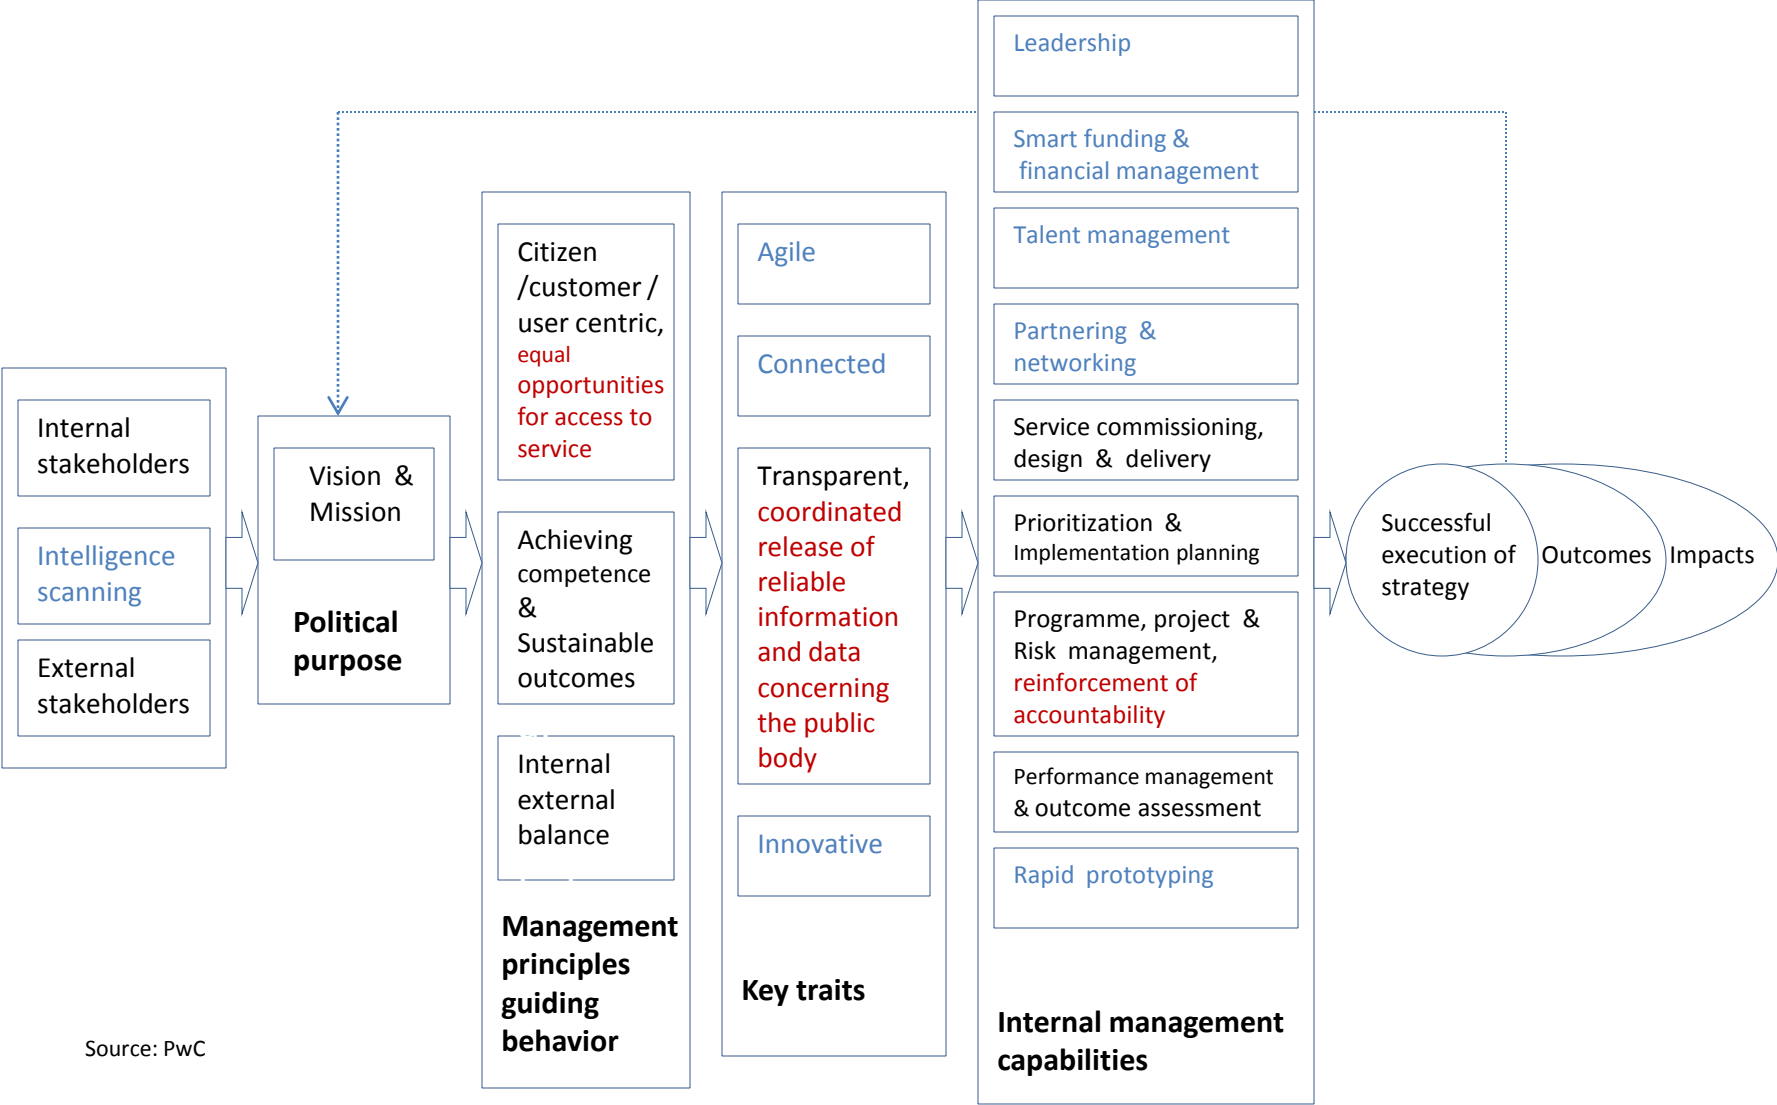 Internal
stakeholders
Intelligence
scanning
External
stakeholders
Vision & 
Mission
Political
purpose
Citizen
/customer /
user centric,
equal
opportunities
for access to
service
Achieving
competence
&
Sustainable
outcomes
Internal
external
balance
Management
principles
guiding
behavior
Agile
Connected
Transparent,
coordinated
release of
reliable
information
and data
concerning
the public
body
Innovative
Key traits
Leadership
Smart funding &
financial management
Talent management
Partnering &
networking
Service commissioning,
design & delivery
Prioritization &
Implementation planning
Programme, project &
Risk management,
reinforcement of
accountability
Performance management
& outcome assessment
Rapid prototyping
Internal management
capabilities
Successful
execution of
strategy
Outcomes
Impacts
Source: PwC